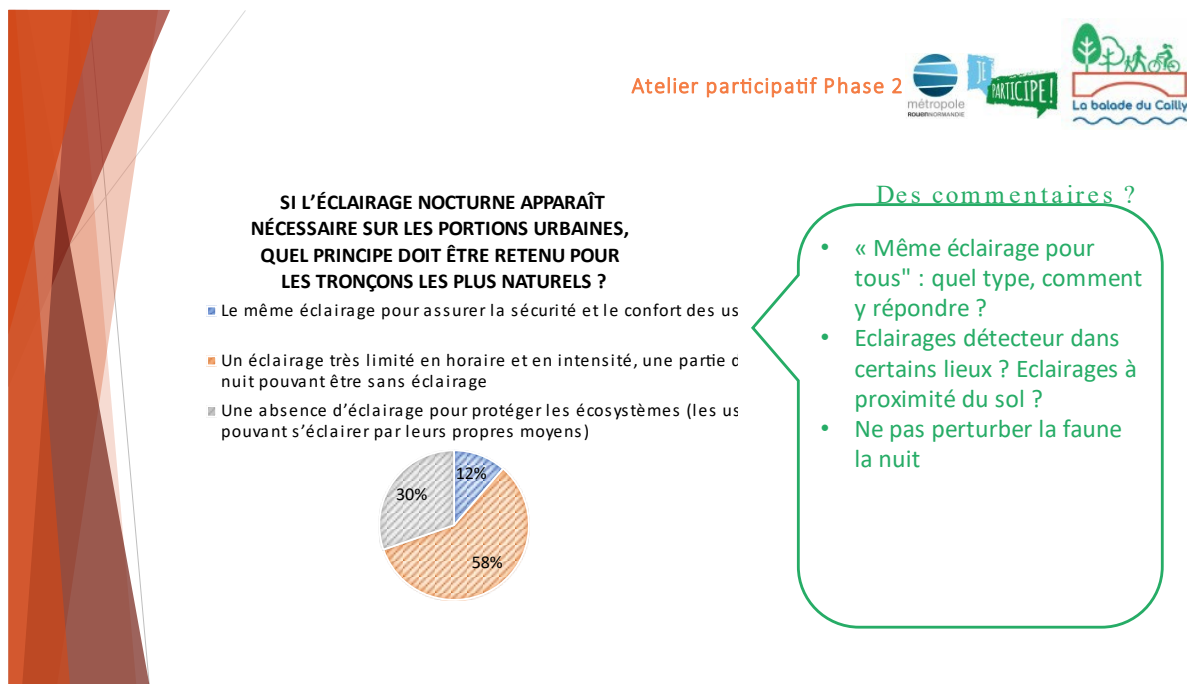 Atelier participatif Phase 2
métropole
ROUENNORMANDIE
JE
PARTICIPE!
La balade du Cailly
SI L'ÉCLAIRAGE NOCTURNE APPARAÎT
NÉCESSAIRE SUR LES PORTIONS URBAINES,
QUEL PRINCIPE DOIT ÊTRE RETENU POUR
LES TRONÇONS LES PLUS NATURELS ?
Le même éclairage pour assurer la sécurité et le confort des us
Un éclairage très limité en horaire et en intensité, une partie d
nuit pouvant être sans éclairage
Une absence d'éclairage pour protéger les écosystèmes (les us
pouvant s'éclairer par leurs propres moyens)
12%
30%
58%
Des commentaires ?
• « Même éclairage pour
tous" : quel type, comment
y répondre ?
• Eclairages détecteur dans
certains lieux ? Eclairages à
proximité du sol ?
• Ne pas perturber la faune
la nuit